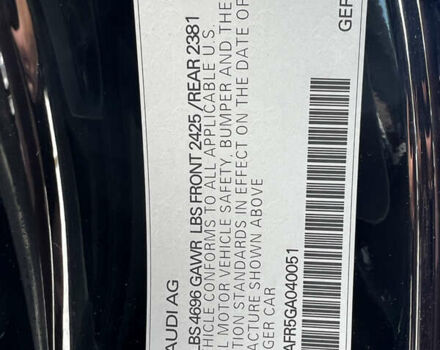 AUDI AG GER
LBS 4696 GAWR LBS FRONT 2425 /REAR 2381
HICLE CONFORMS TO ALL APPLICABLE U.S.
L MOTOR VEHICLE SAFETY, BUMPER AND THE
TION STANDARDS IN EFFECT ON THE DATE OF
ACTURE SHOWN ABOVE
GER CAR
AFR5GA040051